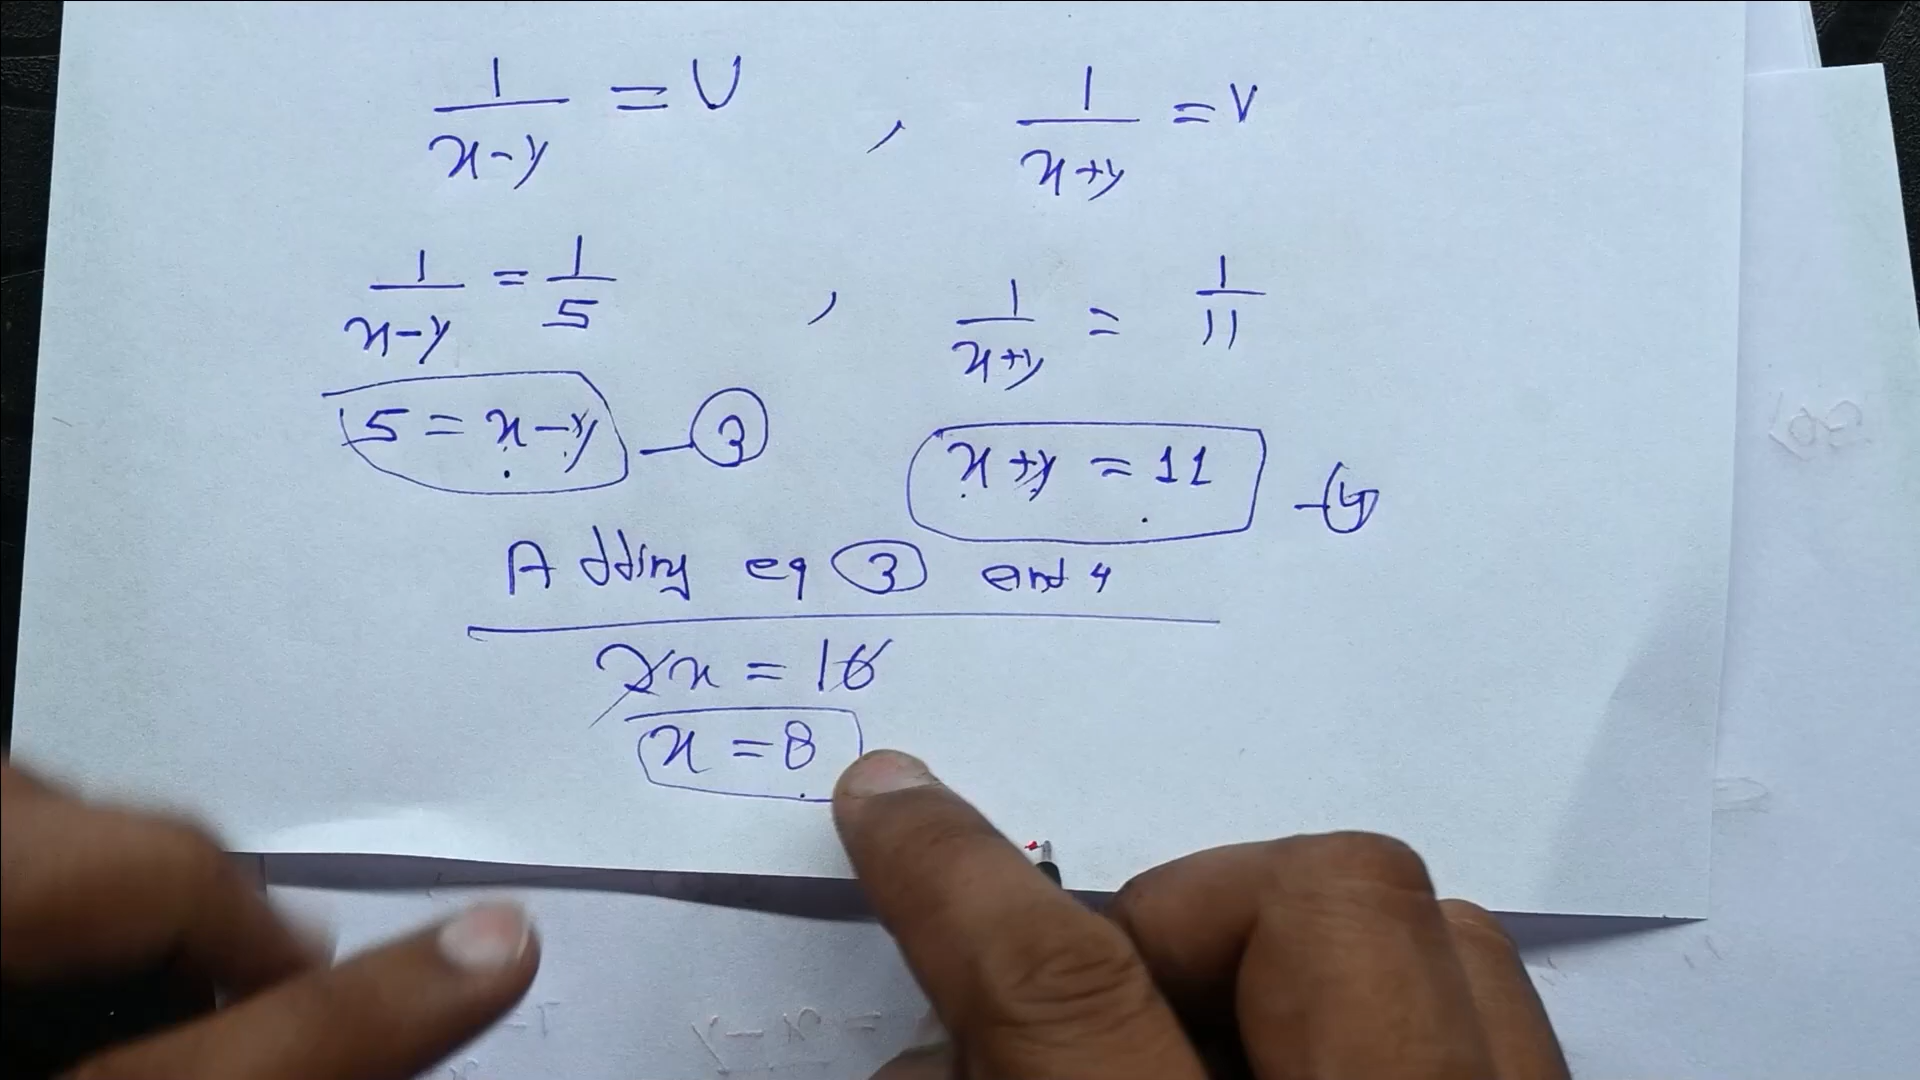 1/(x-y) = U , 1/(x+y) = V
1/(x-y) = 1/5 , 1/(x+y) = 1/11
5 = x-y — 3
x+y = 11 - 4
Adding eq 3 and 4
2x = 16
x = 8